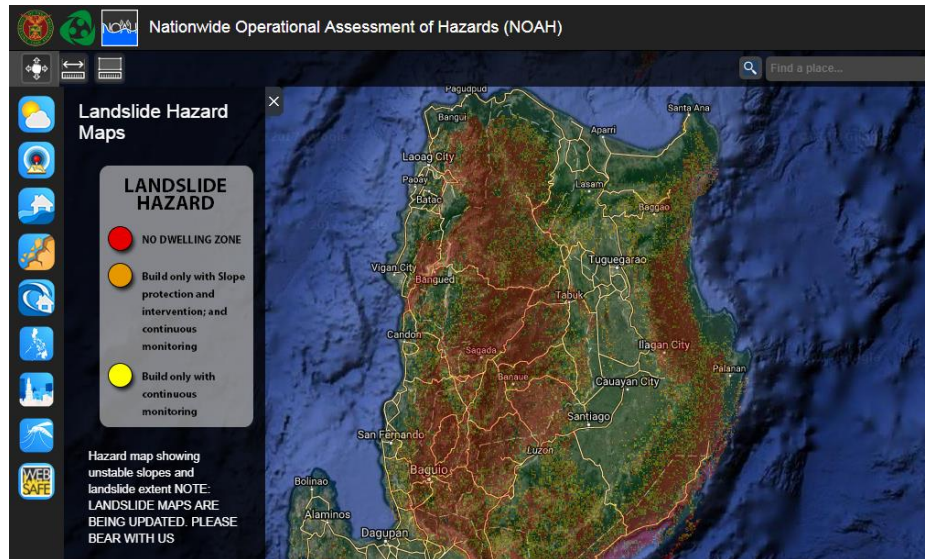 NOAH
Nationwide Operational Assessment of Hazards (NOAH)
Find a place...
Landslide Hazard
Maps
LANDSLIDE
HAZARD
NO DWELLING ZONE
Build only with Slope
protection and
intervention; and
continuous
monitoring
Build only with
continuous
monitoring
Hazard map showing
unstable slopes and
landslide extent NOTE:
LANDSLIDE MAPS ARE
BEING UPDATED. PLEASE
BEAR WITH US
WEB
SAFE
Pagudpud
Bangui
Santa Ana
Aparri
Laoag City
Paoay
Batac
Lasam
Baggao
Vigan City
Bangued
Tuguegarao
Tabuk
Candon
Sagada
Ilagan City
Banaue
Palanan
Cauayan City
Santiago
San Fernando
Luzon
Baguio
Bolinao
Alaminos
Dagupan